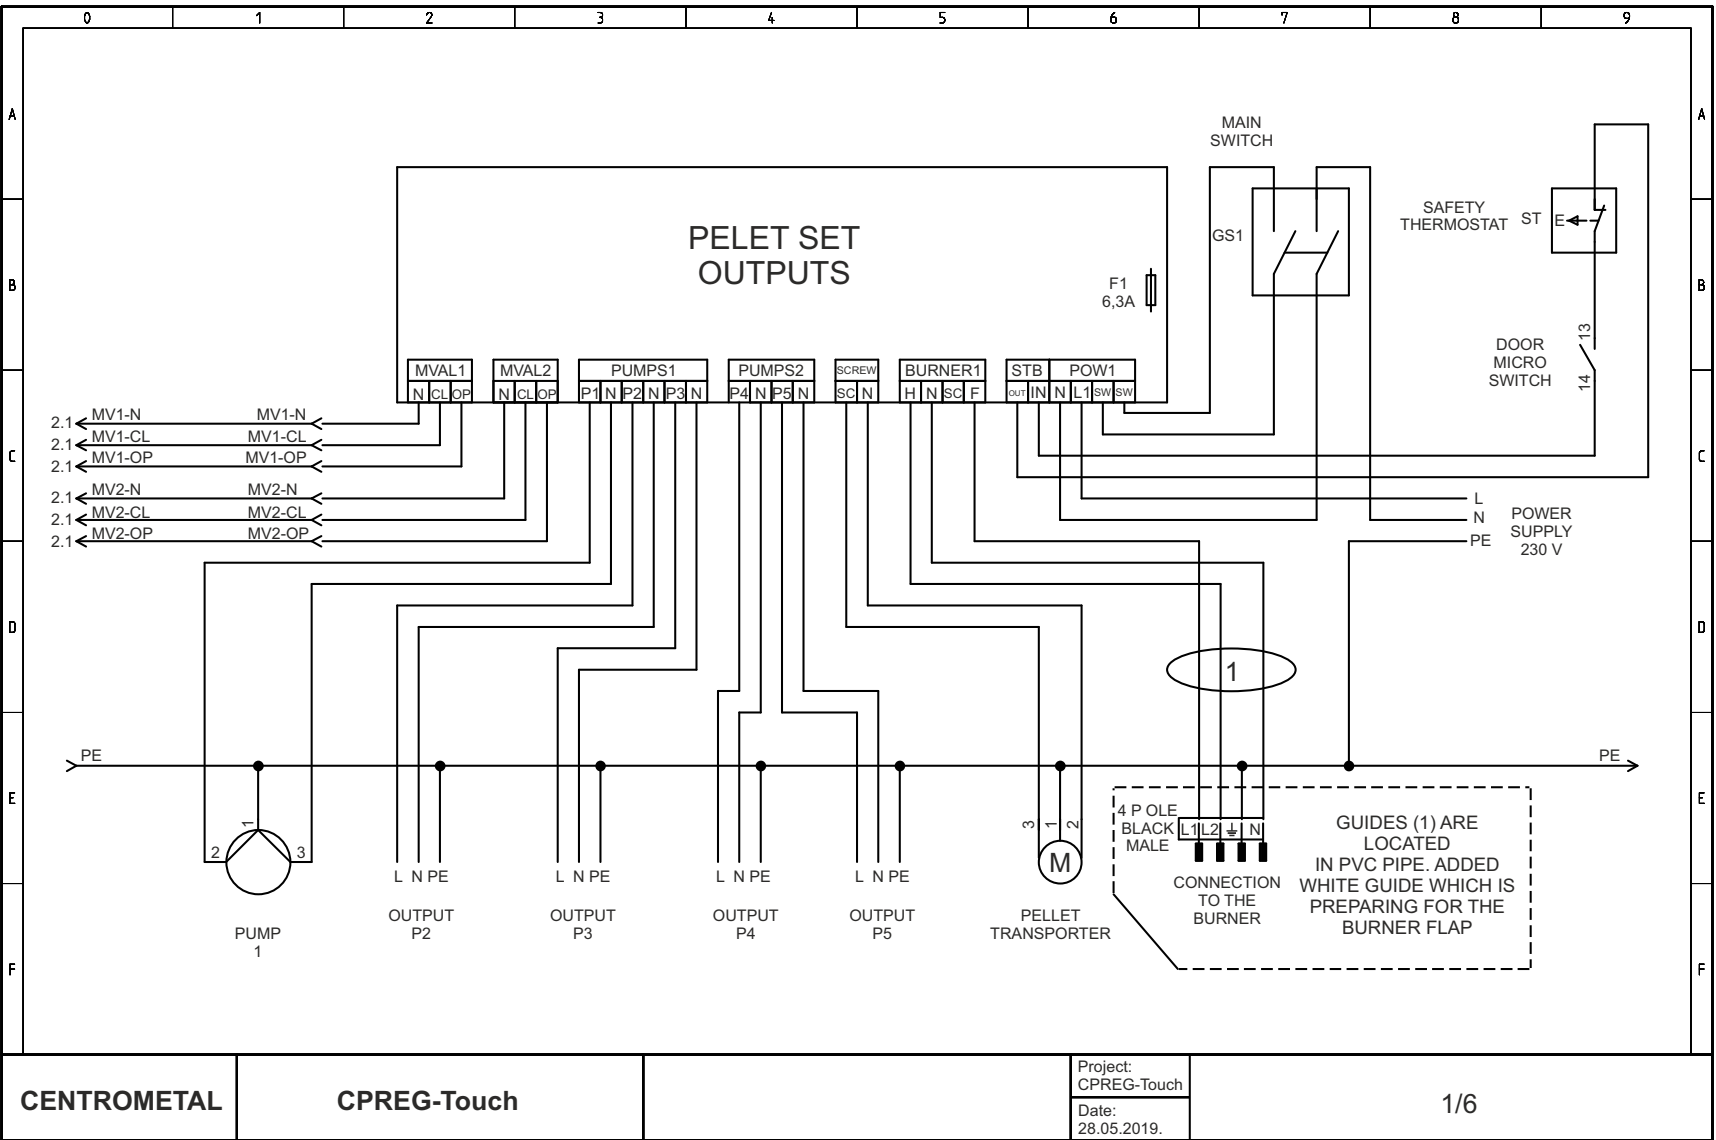 0 1 2 3 4 5 6 7 8 9
A A
B B
C C
D D
E E
F F
PELET SET
OUTPUTS
F1
6,3A
MAIN
SWITCH
GS1
SAFETY
THERMOSTAT
ST
E
DOOR
MICRO
SWITCH
13
14
MVAL1 MVAL2 PUMPS1 PUMPS2 SCREW BURNER1 STB POW1
N CL OP N CL OP P1 N P2 N P3 N P4 N P5 N SC N H N SC F OUT IN N L1 SW SW
2.1 MV1-N MV1-N
2.1 MV1-CL MV1-CL
2.1 MV1-OP MV1-OP
2.1 MV2-N MV2-N
2.1 MV2-CL MV2-CL
2.1 MV2-OP MV2-OP
L
N
PE
POWER
SUPPLY
230 V
1
PE PE
2 1 3
PUMP
1
L N PE
OUTPUT
P2
L N PE
OUTPUT
P3
L N PE
OUTPUT
P4
L N PE
OUTPUT
P5
3 1 2
M
PELLET
TRANSPORTER
4 P OLE
BLACK
MALE
L1 L2 N
CONNECTION
TO THE
BURNER
GUIDES (1) ARE
LOCATED
IN PVC PIPE. ADDED
WHITE GUIDE WHICH IS
PREPARING FOR THE
BURNER FLAP
CENTROMETAL
CPREG-Touch
Project:
CPREG-Touch
Date:
28.05.2019.
1/6